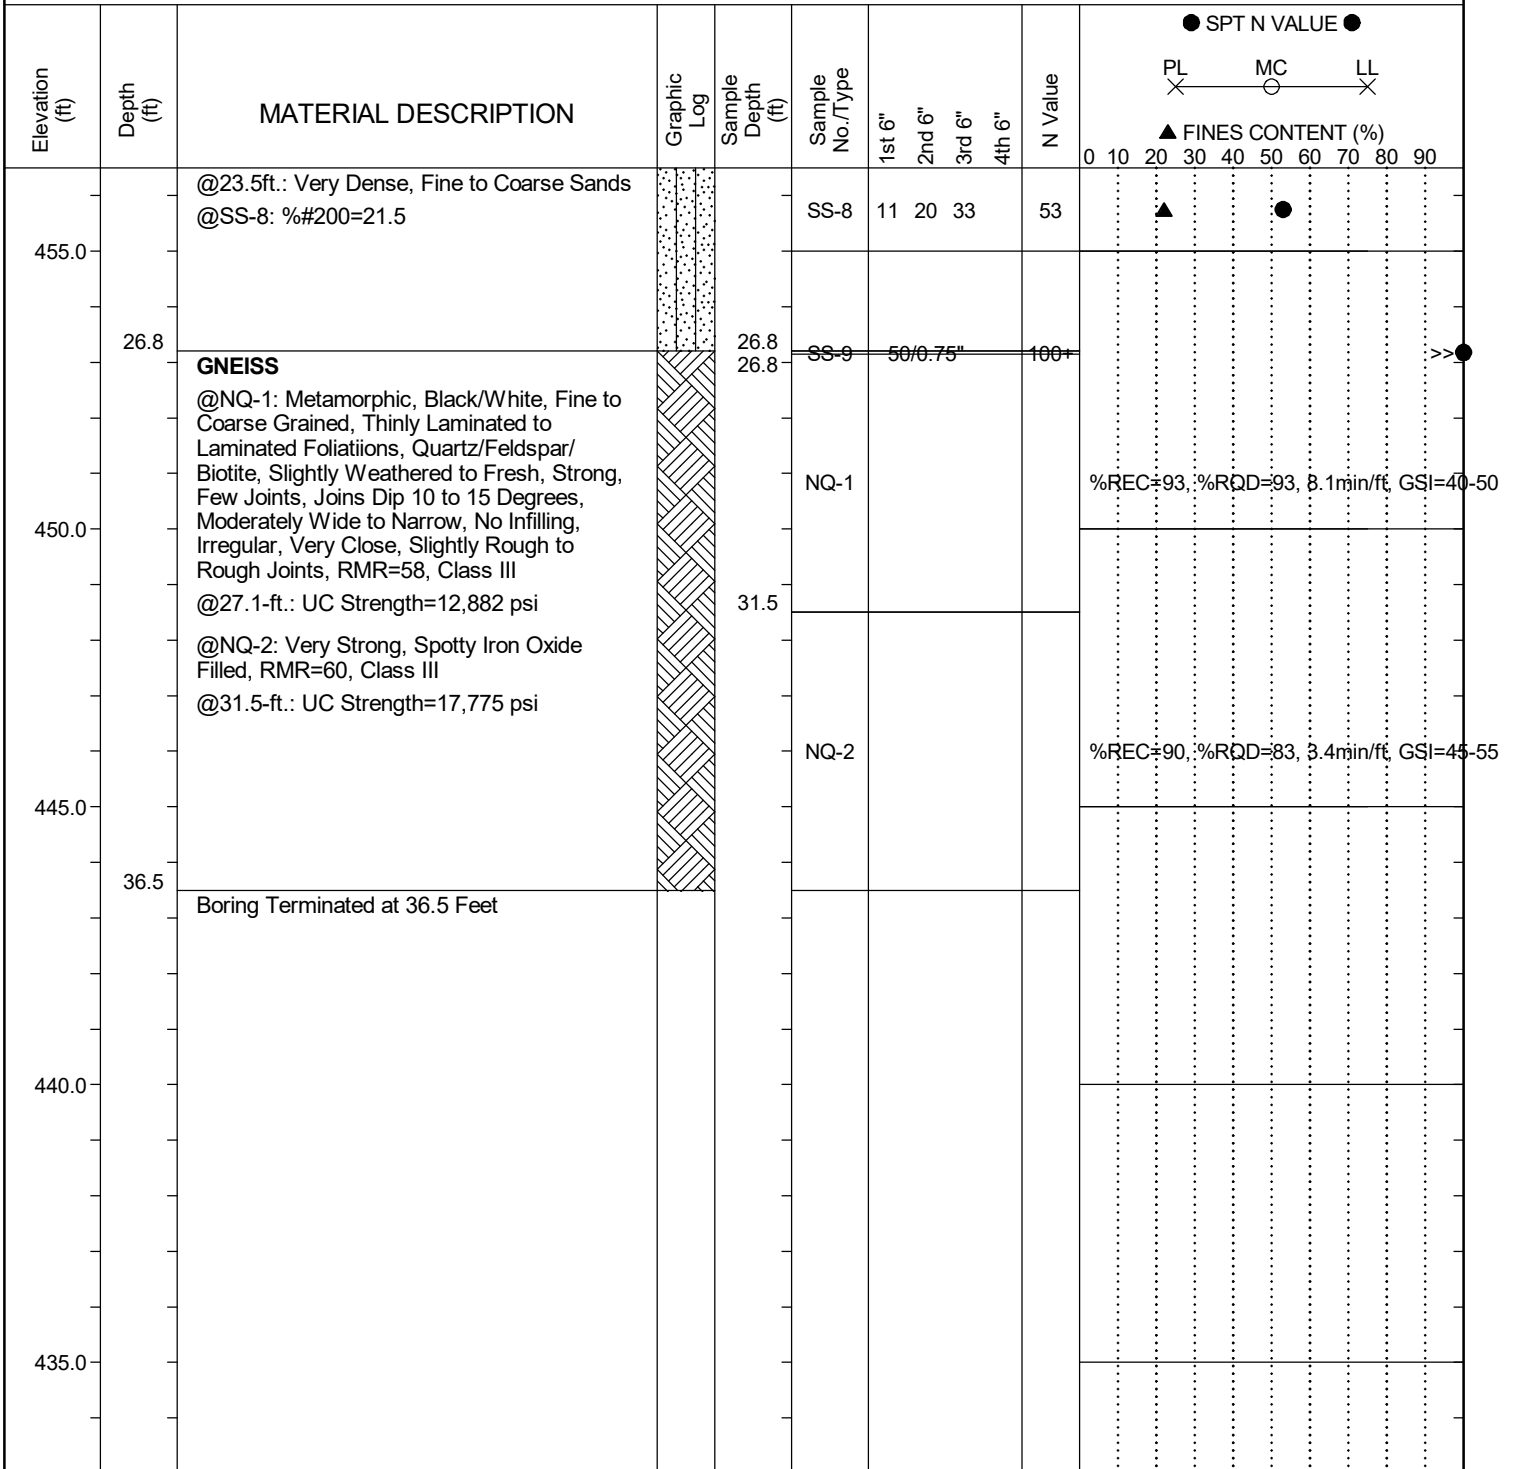 ● SPT N VALUE ●
PL MC LL
▲ FINES CONTENT (%)
0 10 20 30 40 50 60 70 80 90
Elevation (ft)
Depth (ft)
MATERIAL DESCRIPTION
Graphic Log
Sample Depth (ft)
Sample No./Type
1st 6"
2nd 6"
3rd 6"
4th 6"
N Value
@23.5ft.: Very Dense, Fine to Coarse Sands
@SS-8: %#200=21.5
SS-8 11 20 33 53
455.0
26.8
26.8
SS-9 50/0.75" 100+ >>●
26.8
GNEISS
@NQ-1: Metamorphic, Black/White, Fine to
Coarse Grained, Thinly Laminated to
Laminated Foliatiions, Quartz/Feldspar/
Biotite, Slightly Weathered to Fresh, Strong,
Few Joints, Joins Dip 10 to 15 Degrees,
Moderately Wide to Narrow, No Infilling,
Irregular, Very Close, Slightly Rough to
Rough Joints, RMR=58, Class III
NQ-1
%REC=93, %RQD=93, 8.1min/ft, GSI=40-50
450.0
@27.1-ft.: UC Strength=12,882 psi
31.5
@NQ-2: Very Strong, Spotty Iron Oxide
Filled, RMR=60, Class III
@31.5-ft.: UC Strength=17,775 psi
NQ-2
%REC=90, %RQD=83, 3.4min/ft, GSI=45-55
445.0
36.5
Boring Terminated at 36.5 Feet
440.0
435.0